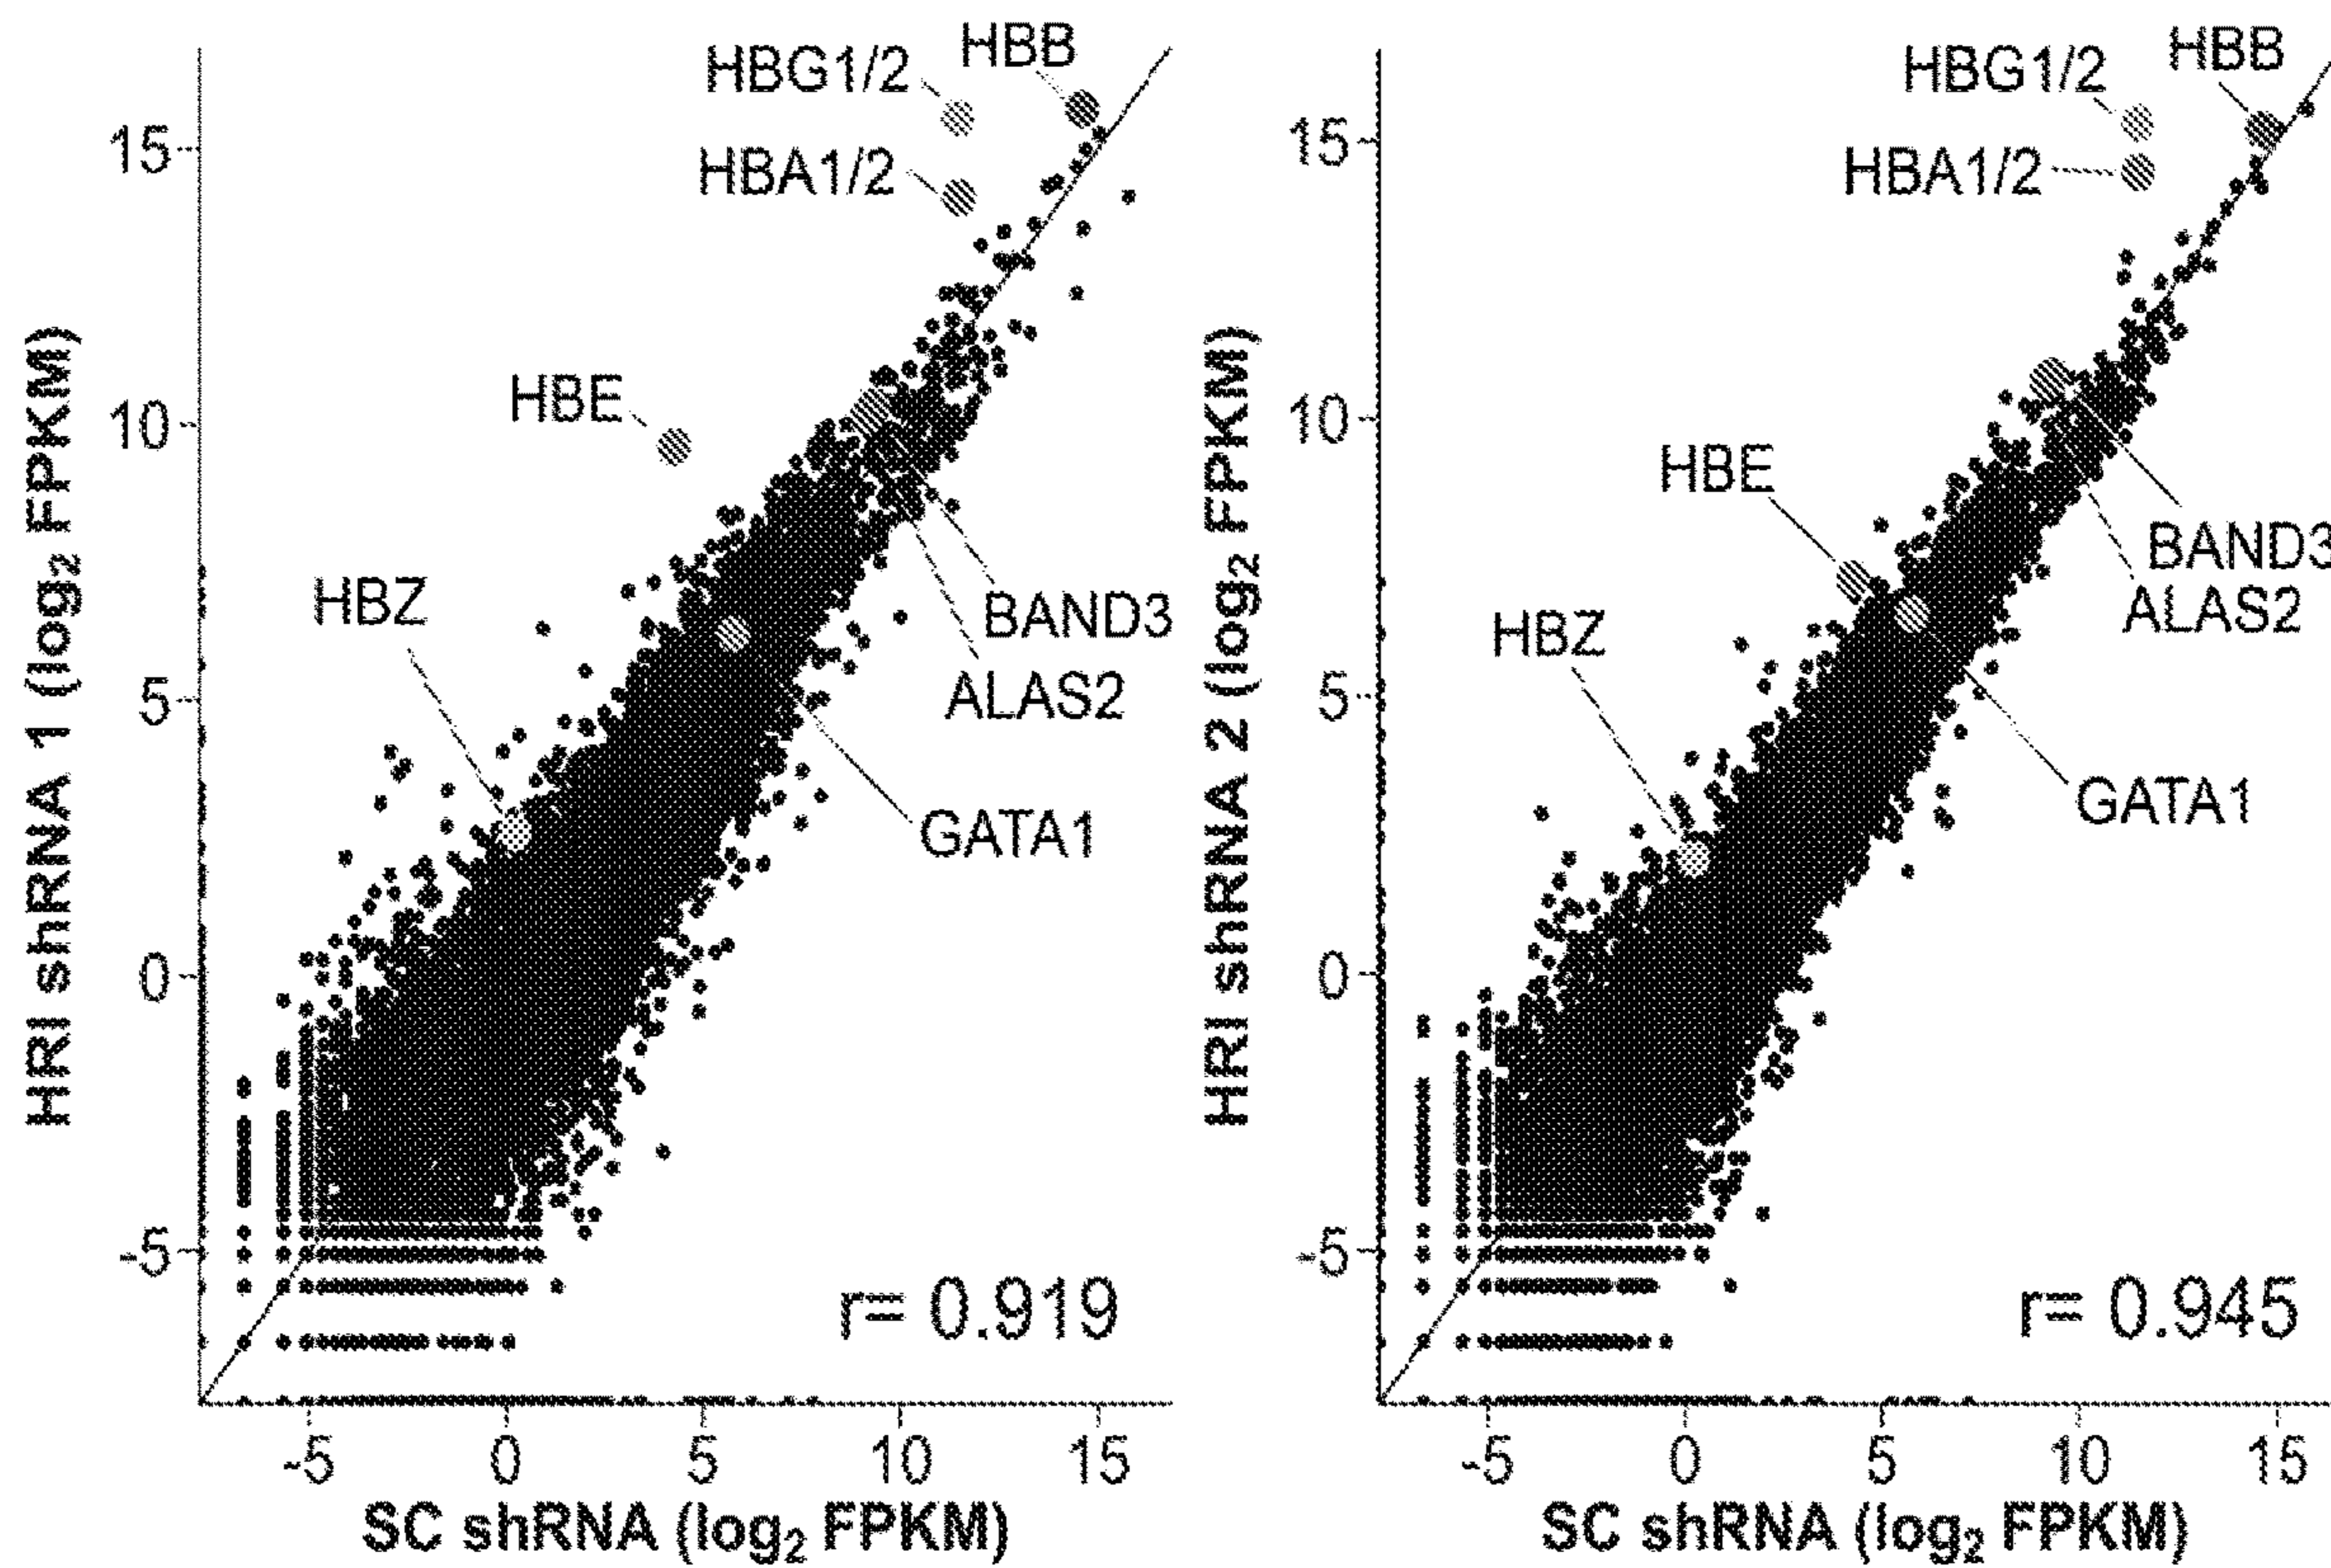 HRI shRNA 1 (log₂ FPKM)
15
10
5
0
-5
HBG1/2
HBB
HBA1/2
HBE
HBZ
BAND3
ALAS2
GATA1
r= 0.919
-5 0 5 10 15
SC shRNA (log₂ FPKM)
HRI shRNA 2 (log₂ FPKM)
15
10
5
0
-5
HBG1/2
HBB
HBA1/2
HBE
HBZ
BAND3
ALAS2
GATA1
r= 0.945
-5 0 5 10 15
SC shRNA (log₂ FPKM)